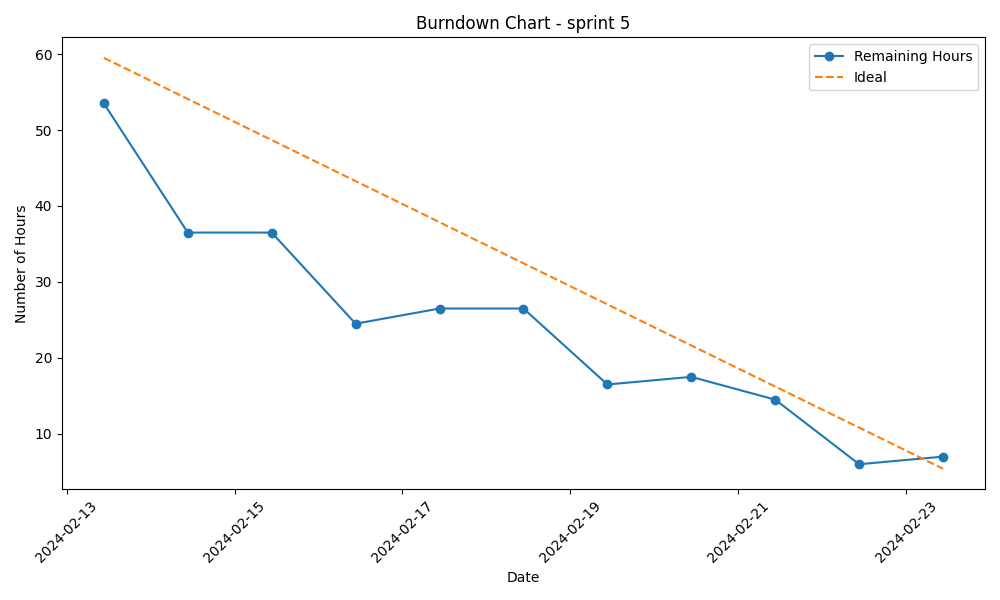 Burndown Chart - sprint 5
Remaining Hours
Ideal
Number of Hours
60
50
40
30
20
10
2024-02-13
2024-02-15
2024-02-17
2024-02-19
2024-02-21
2024-02-23
Date